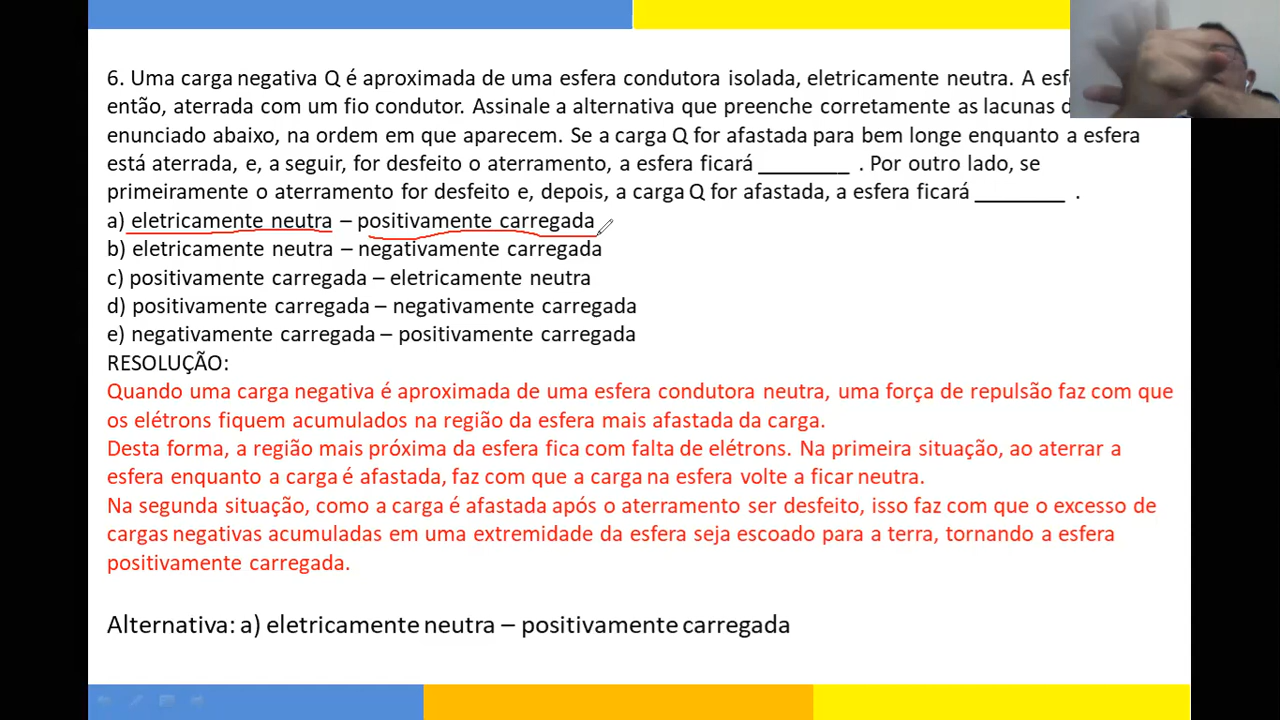 6. Uma carga negativa Q é aproximada de uma esfera condutora isolada, eletricamente neutra. A
então, aterrada com um fio condutor. Assinale a alternativa que preenche corretamente as lacunas
enunciado abaixo, na ordem em que aparecem. Se a carga Q for afastada para bem longe enquanto a esfera
está aterrada, e, a seguir, for desfeito o aterramento, a esfera ficará ________ . Por outro lado, se
primeiramente o aterramento for desfeito e, depois, a carga Q for afastada, a esfera ficará ________ .
a) eletricamente neutra – positivamente carregada
b) eletricamente neutra – negativamente carregada
c) positivamente carregada – eletricamente neutra
d) positivamente carregada – negativamente carregada
e) negativamente carregada – positivamente carregada
RESOLUÇÃO:
Quando uma carga negativa é aproximada de uma esfera condutora neutra, uma força de repulsão faz com que
os elétrons fiquem acumulados na região da esfera mais afastada da carga.
Desta forma, a região mais próxima da esfera fica com falta de elétrons. Na primeira situação, ao aterrar a
esfera enquanto a carga é afastada, faz com que a carga na esfera volte a ficar neutra.
Na segunda situação, como a carga é afastada após o aterramento ser desfeito, isso faz com que o excesso de
cargas negativas acumuladas em uma extremidade da esfera seja escoado para a terra, tornando a esfera
positivamente carregada.
Alternativa: a) eletricamente neutra – positivamente carregada